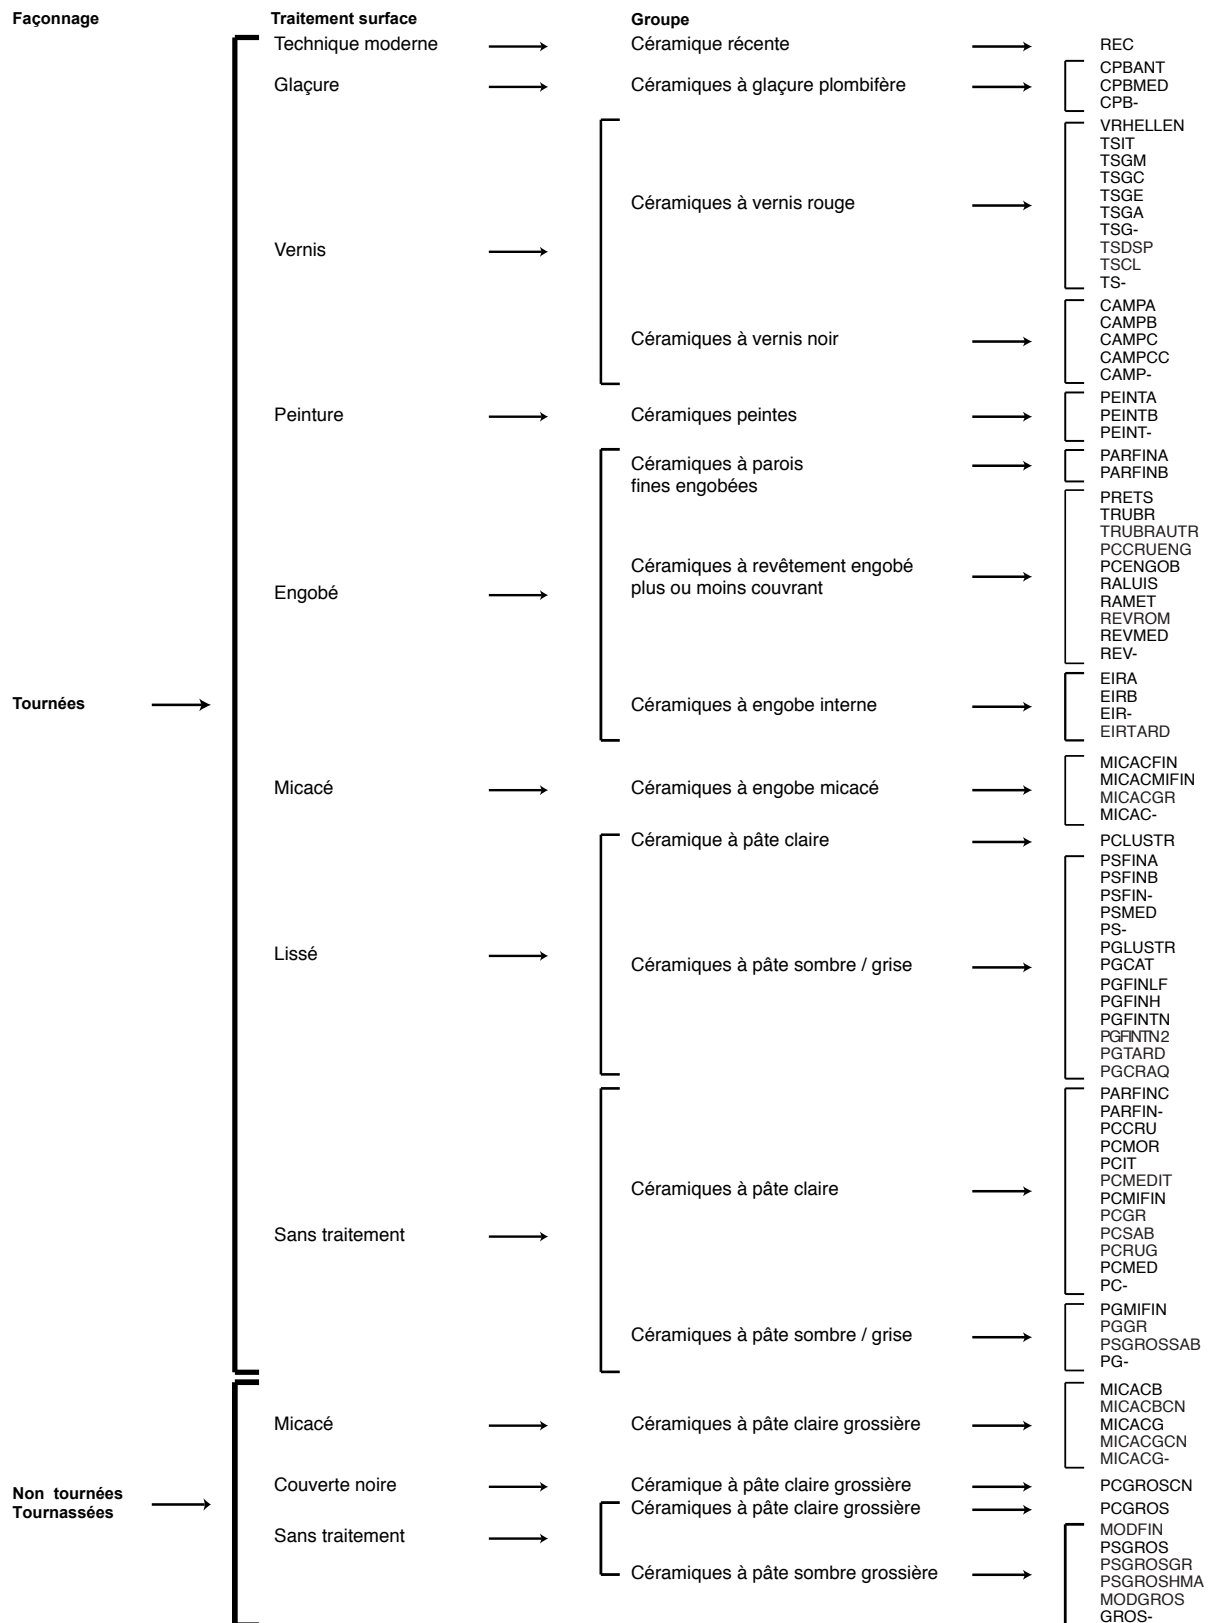 Façonnage
Traitement surface
Groupe
Technique moderne
Céramique récente
REC
Glaçure
Céramiques à glaçure plombifère
CPBANT
CPBMED
CPB-
Vernis
Céramiques à vernis rouge
VRHELLEN
TSIT
TSGM
TSGC
TSGE
TSGA
TSG-
TSDSP
TSCL
TS-
Céramiques à vernis noir
CAMPA
CAMPB
CAMPC
CAMPCC
CAMP-
Peinture
Céramiques peintes
PEINTA
PEINTB
PEINT-
Engobé
Céramiques à parois
fines engobées
PARFINA
PARFINB
Céramiques à revêtement engobé
plus ou moins couvrant
PRETS
TRUBR
TRUBRAUTR
PCCRUENG
PCENGOB
RALUIS
RAMET
REVROM
REVMED
REV-
Tournées
Céramiques à engobe interne
EIRA
EIRB
EIR-
EIRTARD
Micacé
Céramiques à engobe micacé
MICACFIN
MICACMIFIN
MICACGR
MICAC-
Lissé
Céramique à pâte claire
PCLUSTR
Céramiques à pâte sombre / grise
PSFINA
PSFINB
PSFIN-
PSMED
PS-
PGLUSTR
PGCAT
PGFINLF
PGFINH
PGFINTN
PGFINTN2
PGTARD
PGCRAQ
Sans traitement
Céramiques à pâte claire
PARFINC
PARFIN-
PCCRU
PCMOR
PCIT
PCMEDIT
PCMIFIN
PCGR
PCSAB
PCRUG
PCMED
PC-
Céramiques à pâte sombre / grise
PGMIFIN
PGGR
PSGROSSAB
PG-
Non tournées
Tournassées
Micacé
Céramiques à pâte claire grossière
MICACB
MICACBCN
MICACG
MICACGCN
MICACG-
Couverte noire
Céramique à pâte claire grossière
PCGROSCN
Sans traitement
Céramiques à pâte claire grossière
PCGROS
Céramiques à pâte sombre grossière
MODFIN
PSGROS
PSGROSGR
PSGROSHMA
MODGROS
GROS-